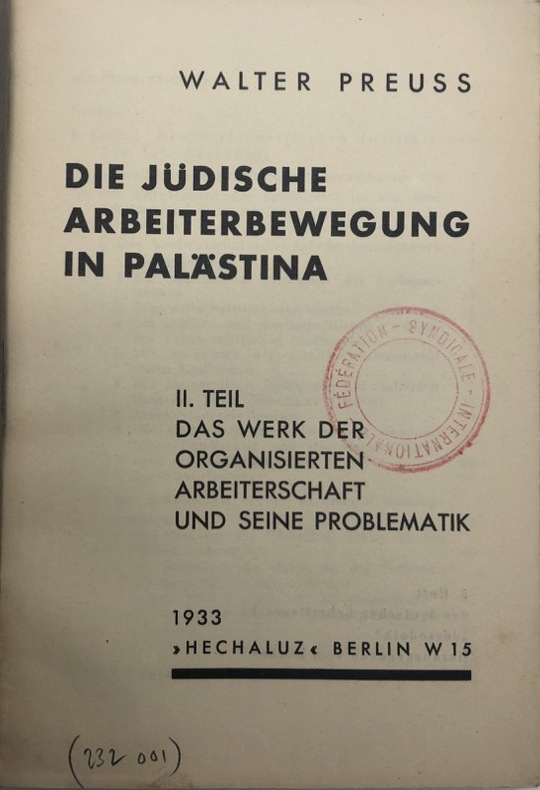 WALTER PREUSS
DIE JÜDISCHE
ARBEITERBEWEGUNG
IN PALÄSTINA
FÉDÉRATION - SYNDICALE - INTERNATIONALE
II. TEIL
DAS WERK DER
ORGANISIERTEN
ARBEITERSCHAFT
UND SEINE PROBLEMATIK
1933
»HECHALUZ« BERLIN W 15
(232 001)